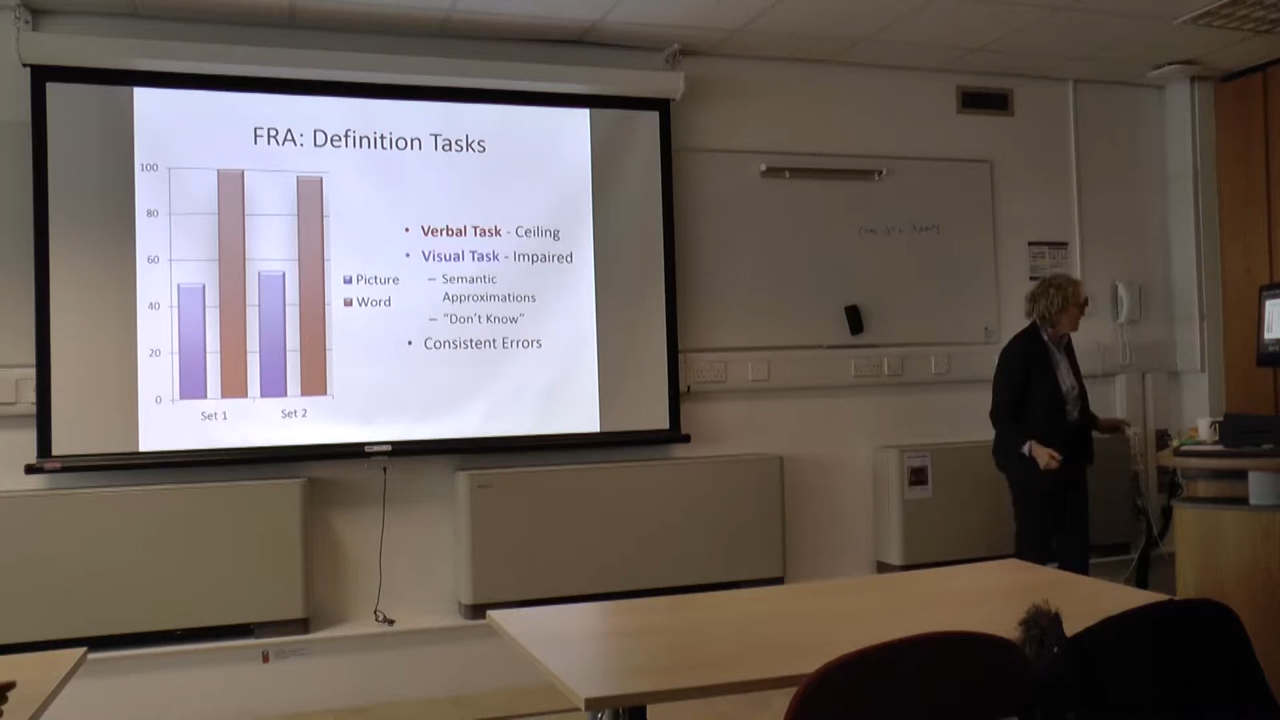 FRA: Definition Tasks
100
80
60
40
20
0
Set 1
Set 2
Picture
Word
• Verbal Task - Ceiling
• Visual Task - Impaired
– Semantic
Approximations
– “Don’t Know”
• Consistent Errors